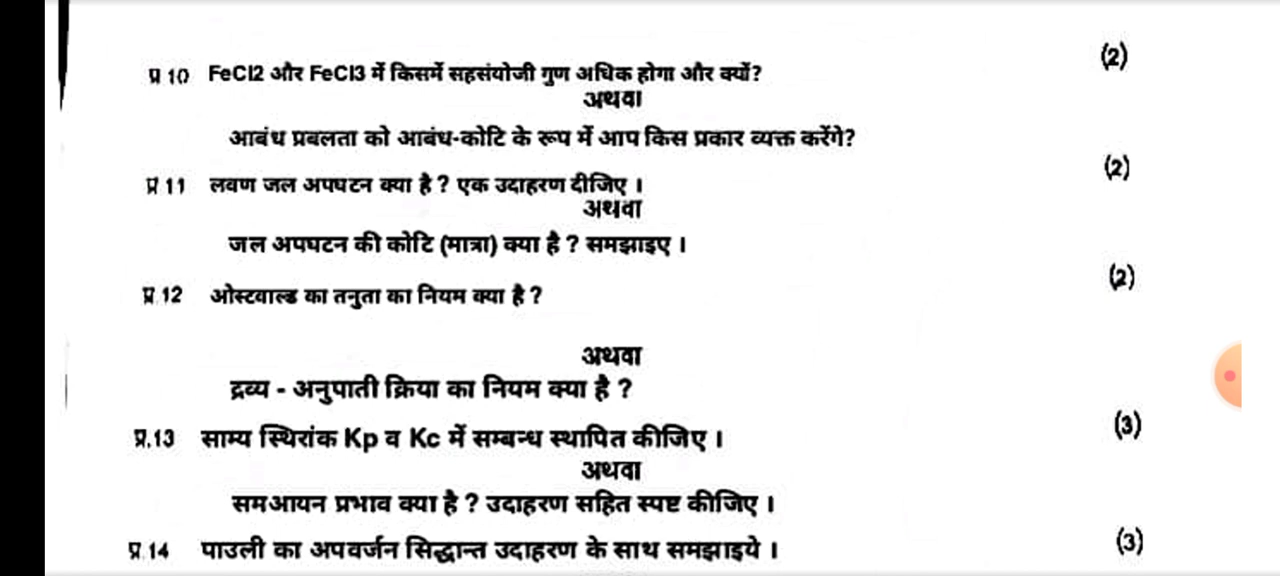 प्र 10 FeCl2 और FeCl3 में किसमें सहसंयोजी गुण अधिक होगा और क्यों? (2)
अथवा
आबंध प्रबलता को आबंध-कोटि के रूप में आप किस प्रकार व्यक्त करेंगे?
प्र 11 लवण जल अपघटन क्या है ? एक उदाहरण दीजिए । (2)
अथवा
जल अपघटन की कोटि (मात्रा) क्या है ? समझाइए ।
प्र.12 ओस्टवाल्ड का तनुता का नियम क्या है ? (2)
अथवा
द्रव्य - अनुपाती क्रिया का नियम क्या है ?
प्र.13 साम्य स्थिरांक Kp व Kc में सम्बन्ध स्थापित कीजिए । (3)
अथवा
समआयन प्रभाव क्या है ? उदाहरण सहित स्पष्ट कीजिए ।
प्र.14 पाउली का अपवर्जन सिद्धान्त उदाहरण के साथ समझाइये । (3)